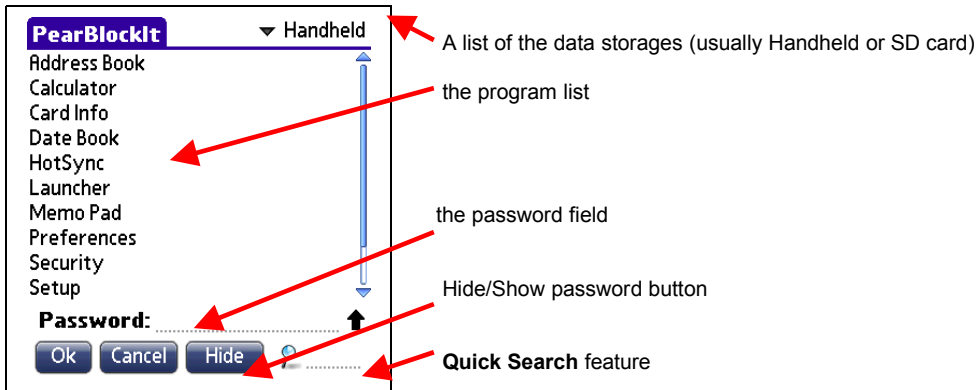 PearBlockIt
Handheld
A list of the data storages (usually Handheld or SD card)
Address Book
Calculator
the program list
Card Info
Date Book
HotSync
Launcher
Memo Pad
the password field
Preferences
Security
Setup
Hide/Show password button
Password:
Ok Cancel Hide
Quick Search feature